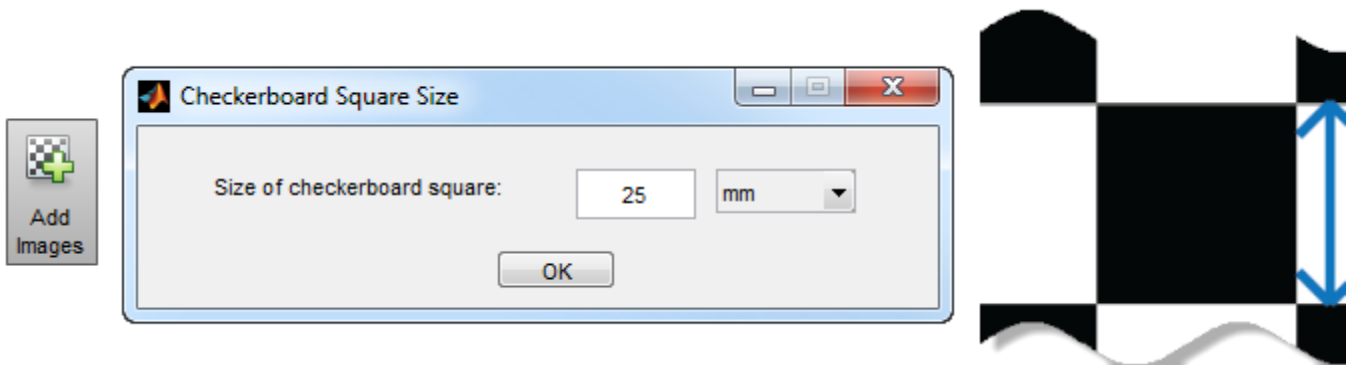 Add
Images
Checkerboard Square Size
Size of checkerboard square: 25 mm
OK